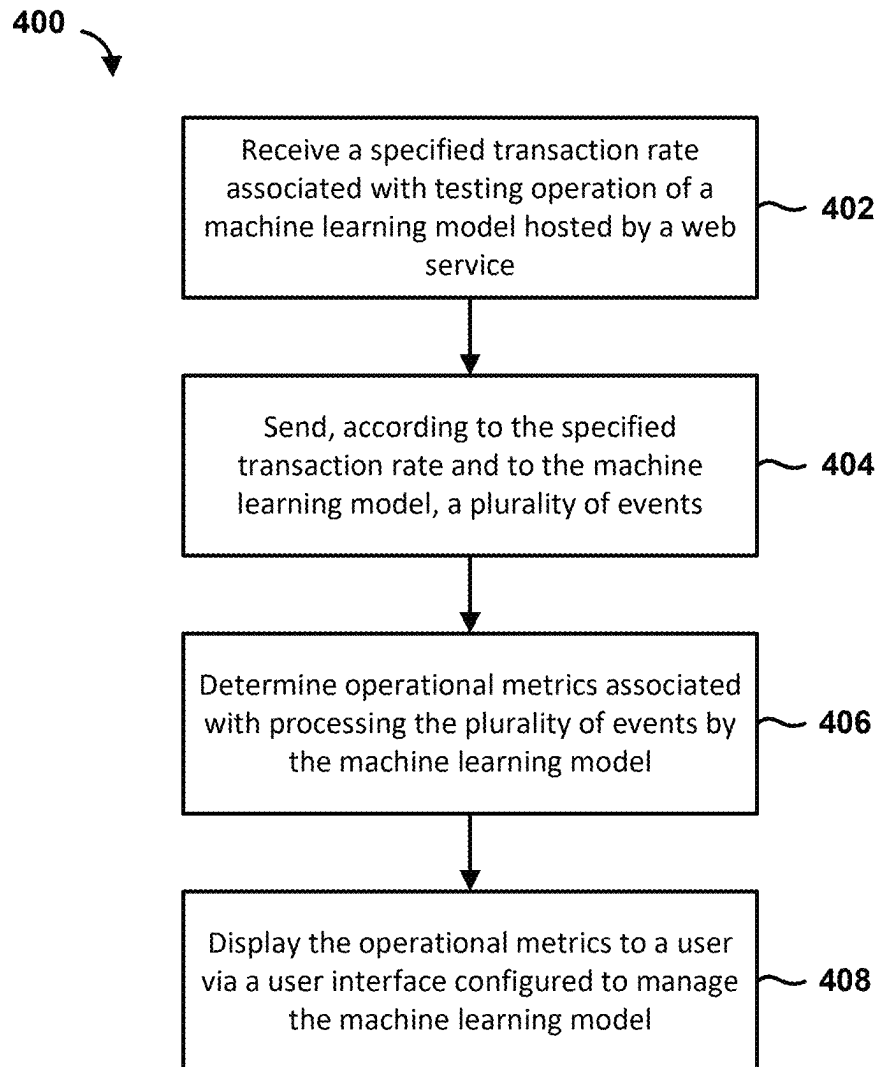 400
Receive a specified transaction rate
associated with testing operation of a
machine learning model hosted by a web
service
402
Send, according to the specified
transaction rate and to the machine
learning model, a plurality of events
404
Determine operational metrics associated
with processing the plurality of events by
the machine learning model
406
Display the operational metrics to a user
via a user interface configured to manage
the machine learning model
408